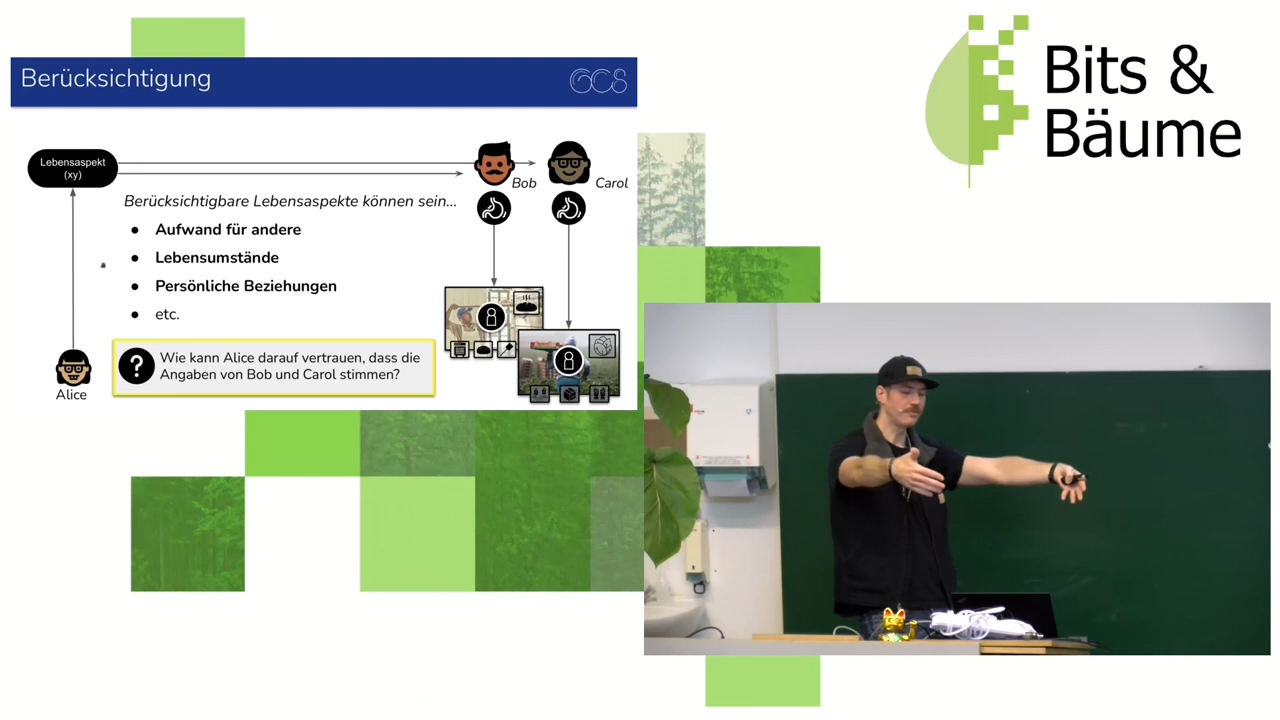 Berücksichtigung
GCS
Bits &
Bäume
Lebensaspekt
(xy)
Bob
Carol
Berücksichtigbare Lebensaspekte können sein...
Aufwand für andere
Lebensumstände
Persönliche Beziehungen
etc.
?
Wie kann Alice darauf vertrauen, dass die
Angaben von Bob und Carol stimmen?
Alice